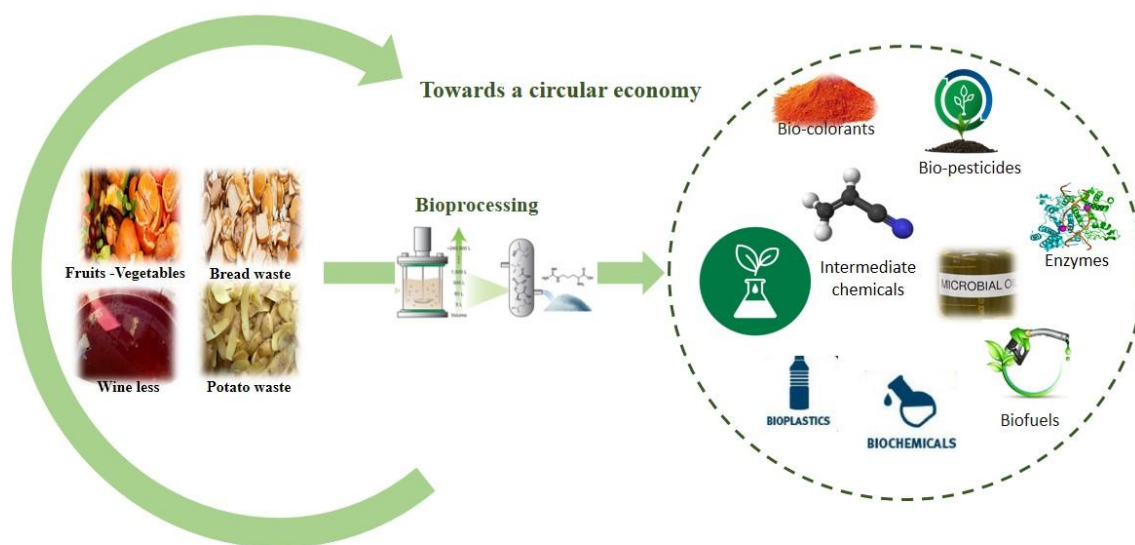 Towards a circular economy
Fruits -Vegetables
Bread waste
Wine less
Potato waste
Bioprocessing
Volume
Bio-colorants
Bio-pesticides
Intermediate
chemicals
Enzymes
MICROBIAL
BIOPLASTICS
BIOCHEMICALS
Biofuels